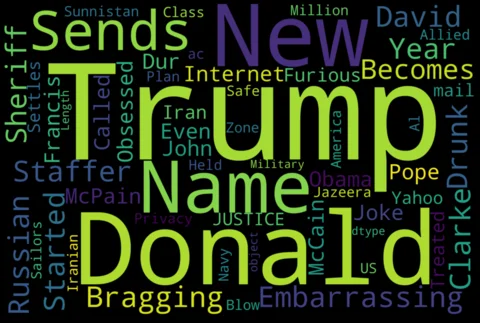 Sunnistan
Class
Million
David
Allied
Sends
New
Sheriff
Settles
Francis
Length
Plan
ac
Dur
Called
Obsessed
Internet
Furious
Year
Becomes
Safe
mail
Trump
Iran
Even
John
Zone
America
Al
Drunk
Held
Military
Staffer
Name
Obama
Pope
McPain
Jazeera
Yahoo
Russian
Sailors
Iranian
Started
Privacy
JUSTICE
McCain
Joke
dtype
Treated
Clarke
Donald
Navy
object
US
Bragging
Blow
Embarrassing